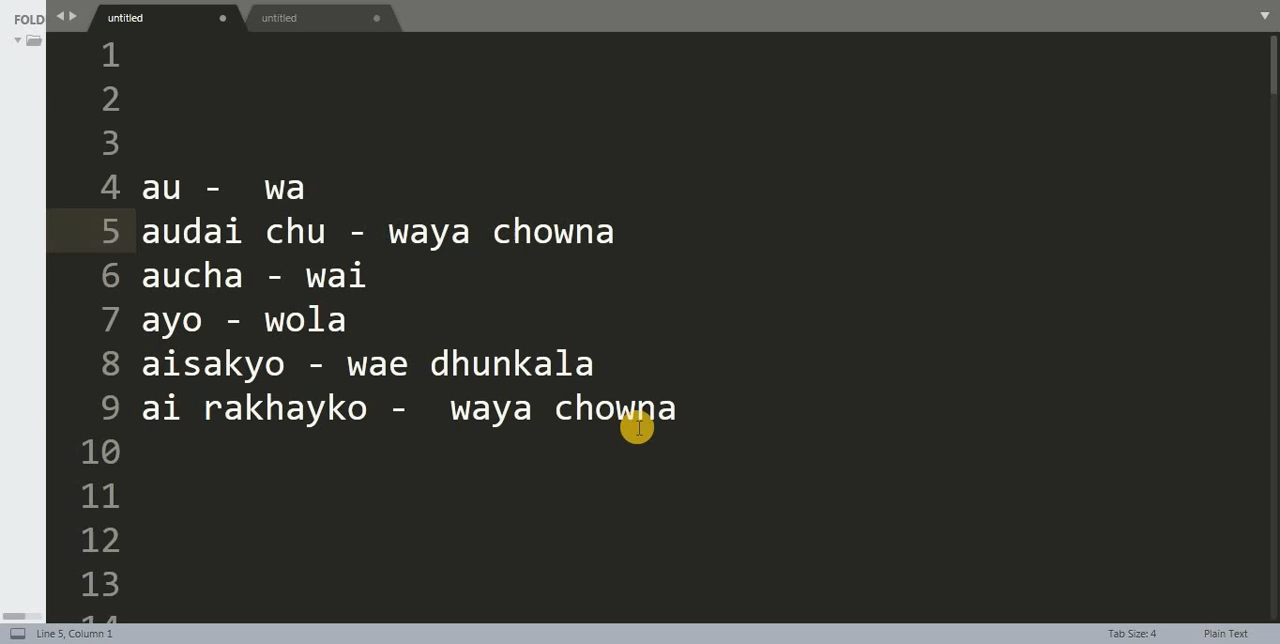 FOLD
untitled
untitled
1
2
3
4 au -  wa
5 audai chu - waya chowna
6 aucha - wai
7 ayo - wola
8 aisakyo - wae dhunkala
9 ai rakhayko -  waya chowna
10
11
12
13
14
Line 5, Column 1
Tab Size: 4
Plain Text